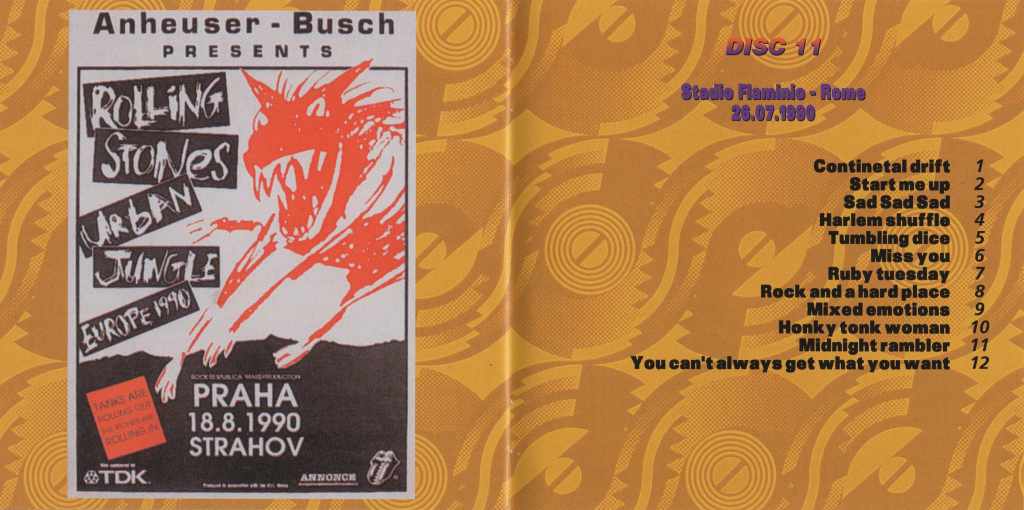 Anheuser - Busch
PRESENTS
ROLLING
STONES
URBAN
JUNGLE
EUROPE 1990
TANKS ARE
ROLLING OUT
ROLLING IN
PRAHA
18.8.1990
STRAHOV
TDK
ANNONCE
DISC 11
Stadio Flaminio - Rome
26.07.1990
Continetal drift 1
Start me up 2
Sad Sad Sad 3
Harlem shuffle 4
Tumbling dice 5
Miss you 6
Ruby tuesday 7
Rock and a hard place 8
Mixed emotions 9
Honky tonk woman 10
Midnight rambler 11
You can't always get what you want 12